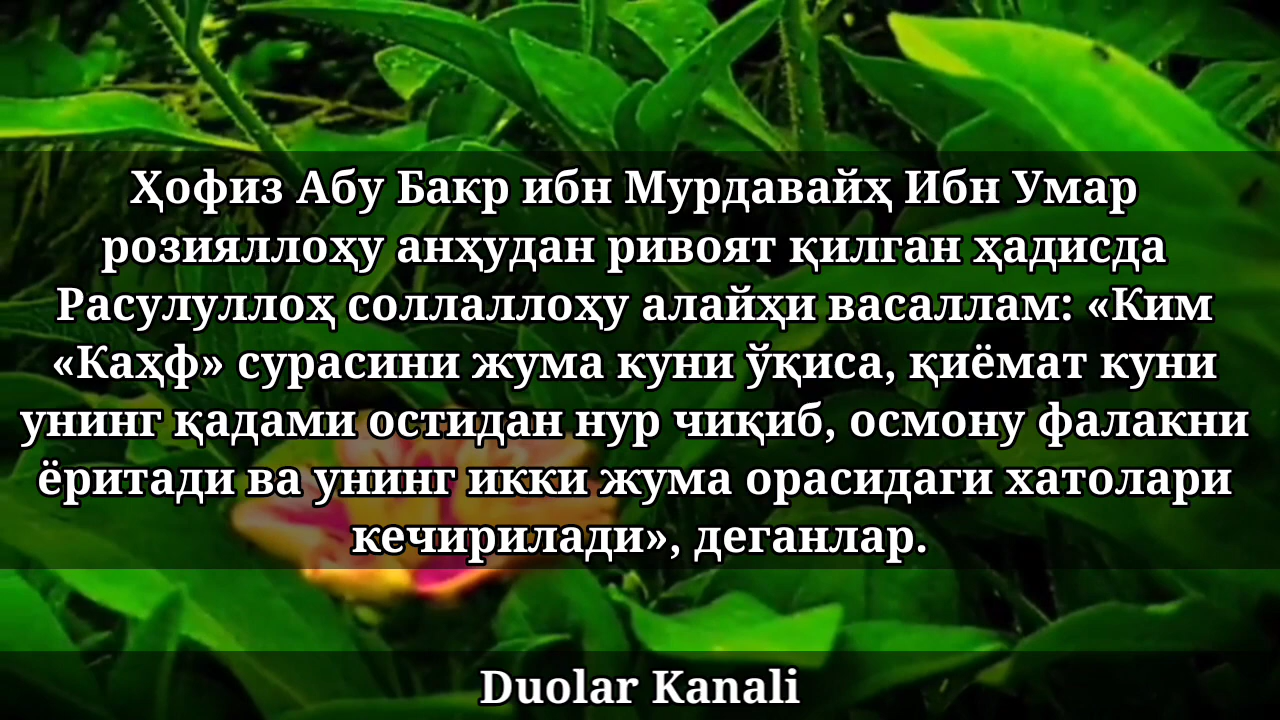 Ҳофиз Абу Бакр ибн Мурдавайҳ Ибн Умар
розияллоҳу анҳудан ривоят қилган ҳадисда
Расулуллоҳ соллаллоҳу алайҳи васаллам: «Ким
«Каҳф» сурасини жума куни ўқиса, қиёмат куни
унинг қадами остидан нур чиқиб, осмону фалакни
ёритади ва унинг икки жума орасидаги хатолари
кечирилади», деганлар.
Duolar Kanali